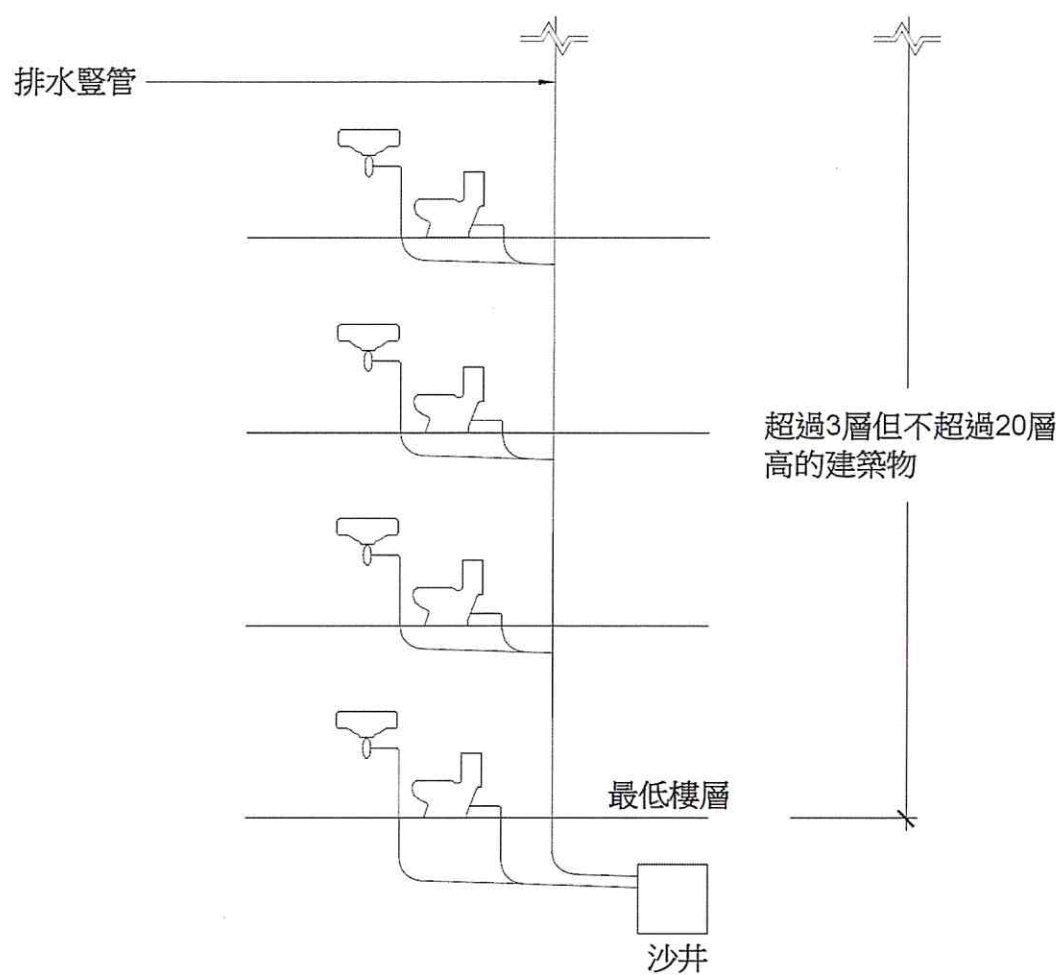 排水豎管
超過3層但不超過20層
高的建築物
最低樓層
沙井